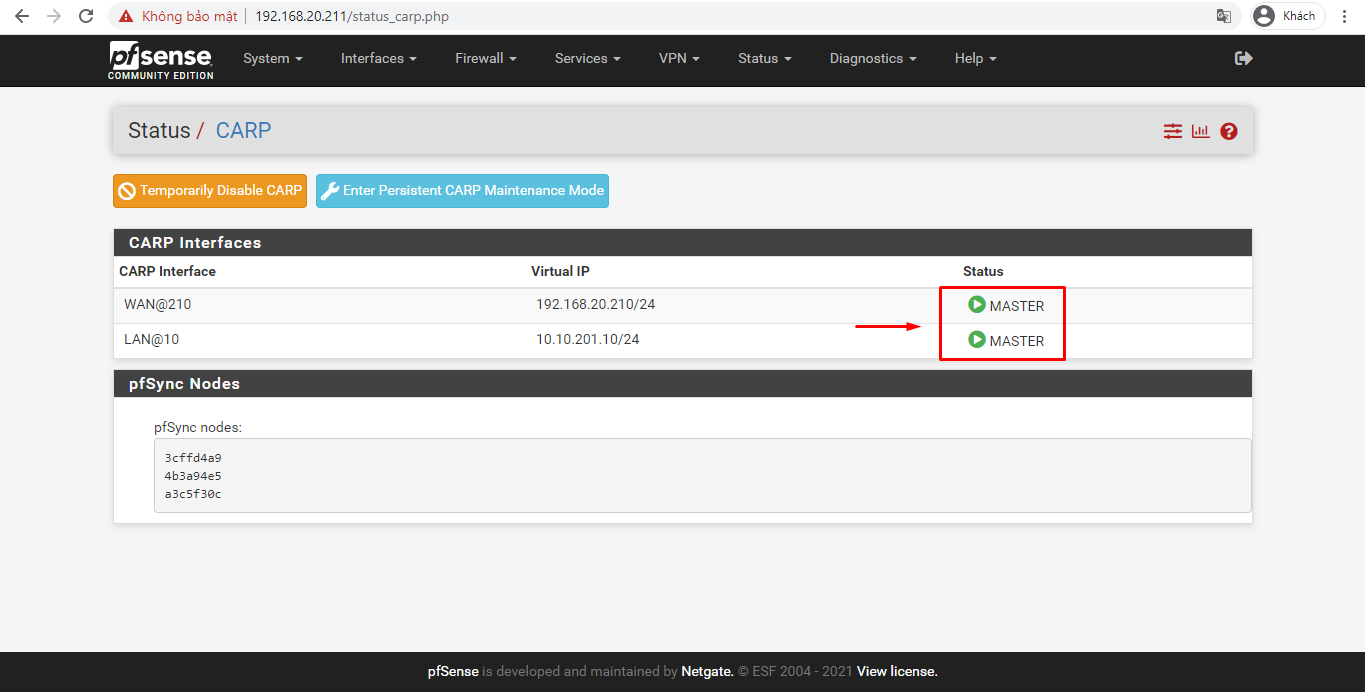 Không bảo mật 192.168.20.211/status_carp.php Khách
pfsense
COMMUNITY EDITION
System Interfaces Firewall Services VPN Status Diagnostics Help
Status / CARP
Temporarily Disable CARP Enter Persistent CARP Maintenance Mode
CARP Interfaces
CARP Interface Virtual IP Status
WAN@210 192.168.20.210/24 MASTER
LAN@10 10.10.201.10/24 MASTER
pfSync Nodes
pfSync nodes:
3cffd4a9
4b3a94e5
a3c5f30c
pfSense is developed and maintained by Netgate. © ESF 2004 - 2021 View license.